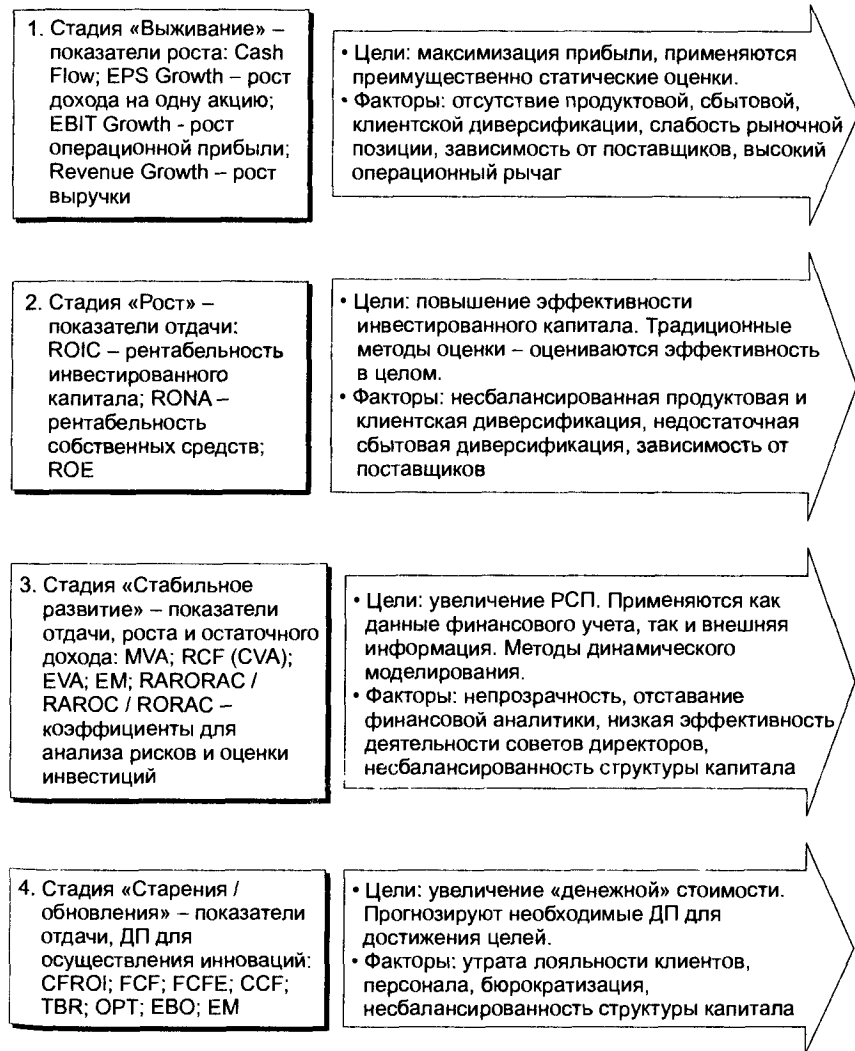 1. Стадия «Выживание» –
показатели роста: Cash
Flow; EPS Growth – рост
дохода на одну акцию;
EBIT Growth - рост
операционной прибыли;
Revenue Growth – рост
выручки
• Цели: максимизация прибыли, применяются
преимущественно статические оценки.
• Факторы: отсутствие продуктовой, сбытовой,
клиентской диверсификации, слабость рыночной
позиции, зависимость от поставщиков, высокий
операционный рычаг
2. Стадия «Рост» –
показатели отдачи:
ROIC – рентабельность
инвестированного
капитала; RONA –
рентабельность
собственных средств;
ROE
• Цели: повышение эффективности
инвестированного капитала. Традиционные
методы оценки – оцениваются эффективность
в целом.
• Факторы: несбалансированная продуктовая и
клиентская диверсификация, недостаточная
сбытовая диверсификация, зависимость от
поставщиков
3. Стадия «Стабильное
развитие» – показатели
отдачи, роста и остаточного
дохода: MVA; RCF (CVA);
EVA; EM; RARORAC /
RAROC / RORAC –
коэффициенты для
анализа рисков и оценки
инвестиций
• Цели: увеличение РСП. Применяются как
данные финансового учета, так и внешняя
информация. Методы динамического
моделирования.
• Факторы: непрозрачность, отставание
финансовой аналитики, низкая эффективность
деятельности советов директоров,
несбалансированность структуры капитала
4. Стадия «Старения /
обновления» – показатели
отдачи, ДП для
осуществления инноваций:
CFROI; FCF; FCFE; CCF;
TBR; OPT; EBO; EM
• Цели: увеличение «денежной» стоимости.
Прогнозируют необходимые ДП для
достижения целей.
• Факторы: утрата лояльности клиентов,
персонала, бюрократизация,
несбалансированность структуры капитала